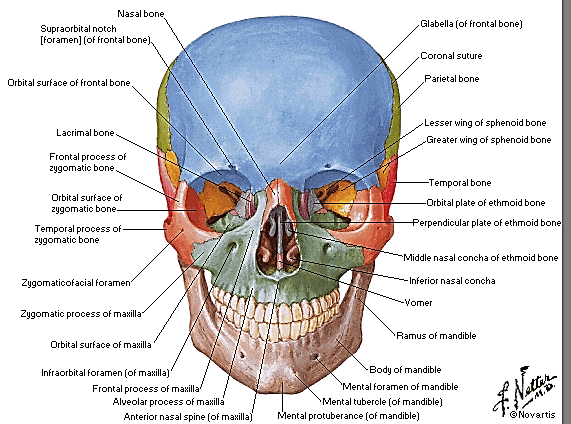 Nasal bone
Supraorbital notch
[foramen] (of frontal bone)
Orbital surface of frontal bone
Lacrimal bone
Frontal process of
zygomatic bone
Orbital surface of
zygomatic bone
Temporal process of
zygomatic bone
Zygomaticofacial foramen
Zygomatic process of maxilla
Orbital surface of maxilla
Infraorbital foramen (of maxilla)
Frontal process of maxilla
Alveolar process of maxilla
Anterior nasal spine (of maxilla)
Glabella (of frontal bone)
Coronal suture
Parietal bone
Lesser wing of sphenoid bone
Greater wing of sphenoid bone
Temporal bone
Orbital plate of ethmoid bone
Perpendicular plate of ethmoid bone
Middle nasal concha of ethmoid bone
Inferior nasal concha
Vomer
Ramus of mandible
Body of mandible
Mental foramen of mandible
Mental tubercle (of mandible)
Mental protuberance (of mandible)
F. Netter
M.D.
© Novartis